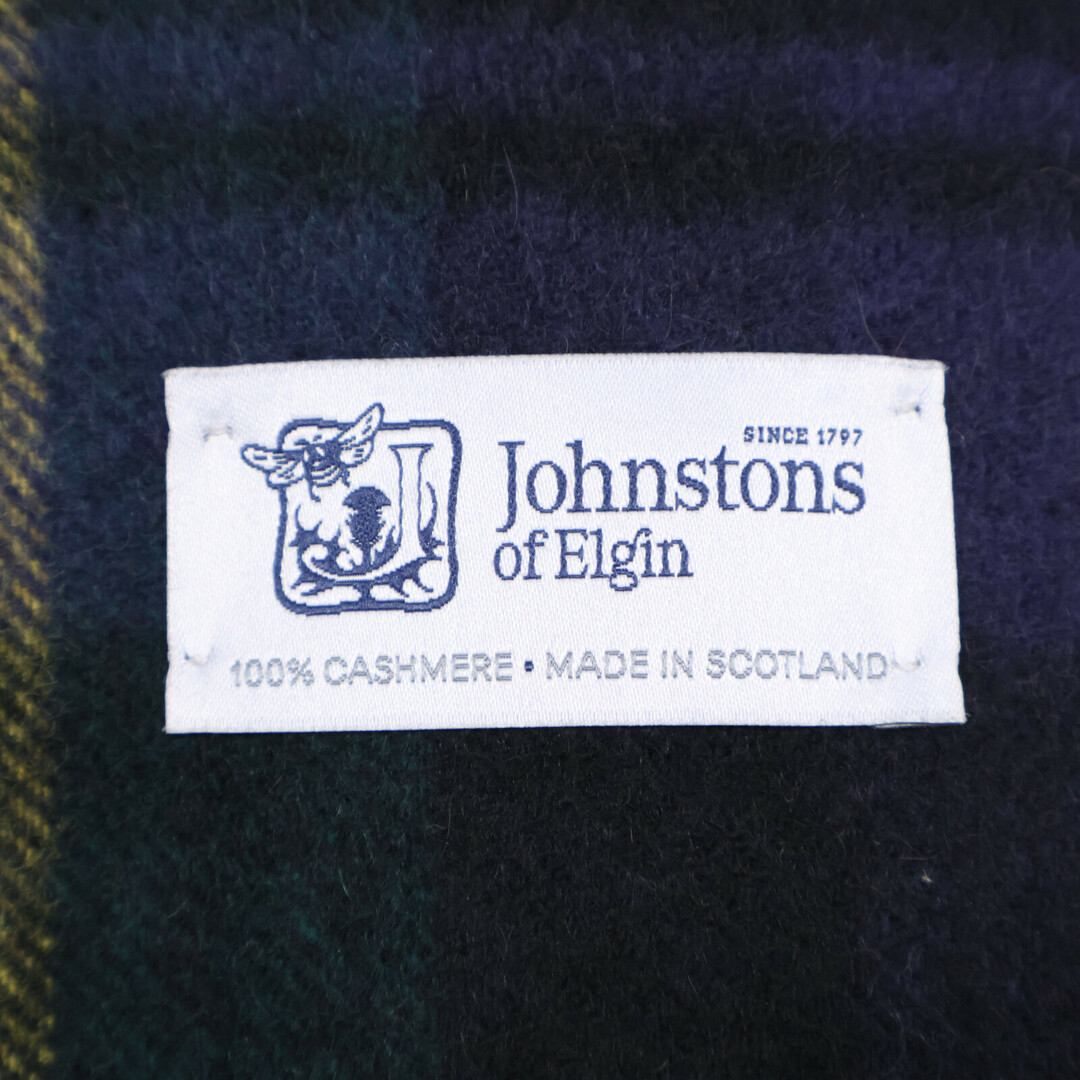 SINCE 1797
Johnstons
of Elgin
100% CASHMERE • MADE IN SCOTLAND